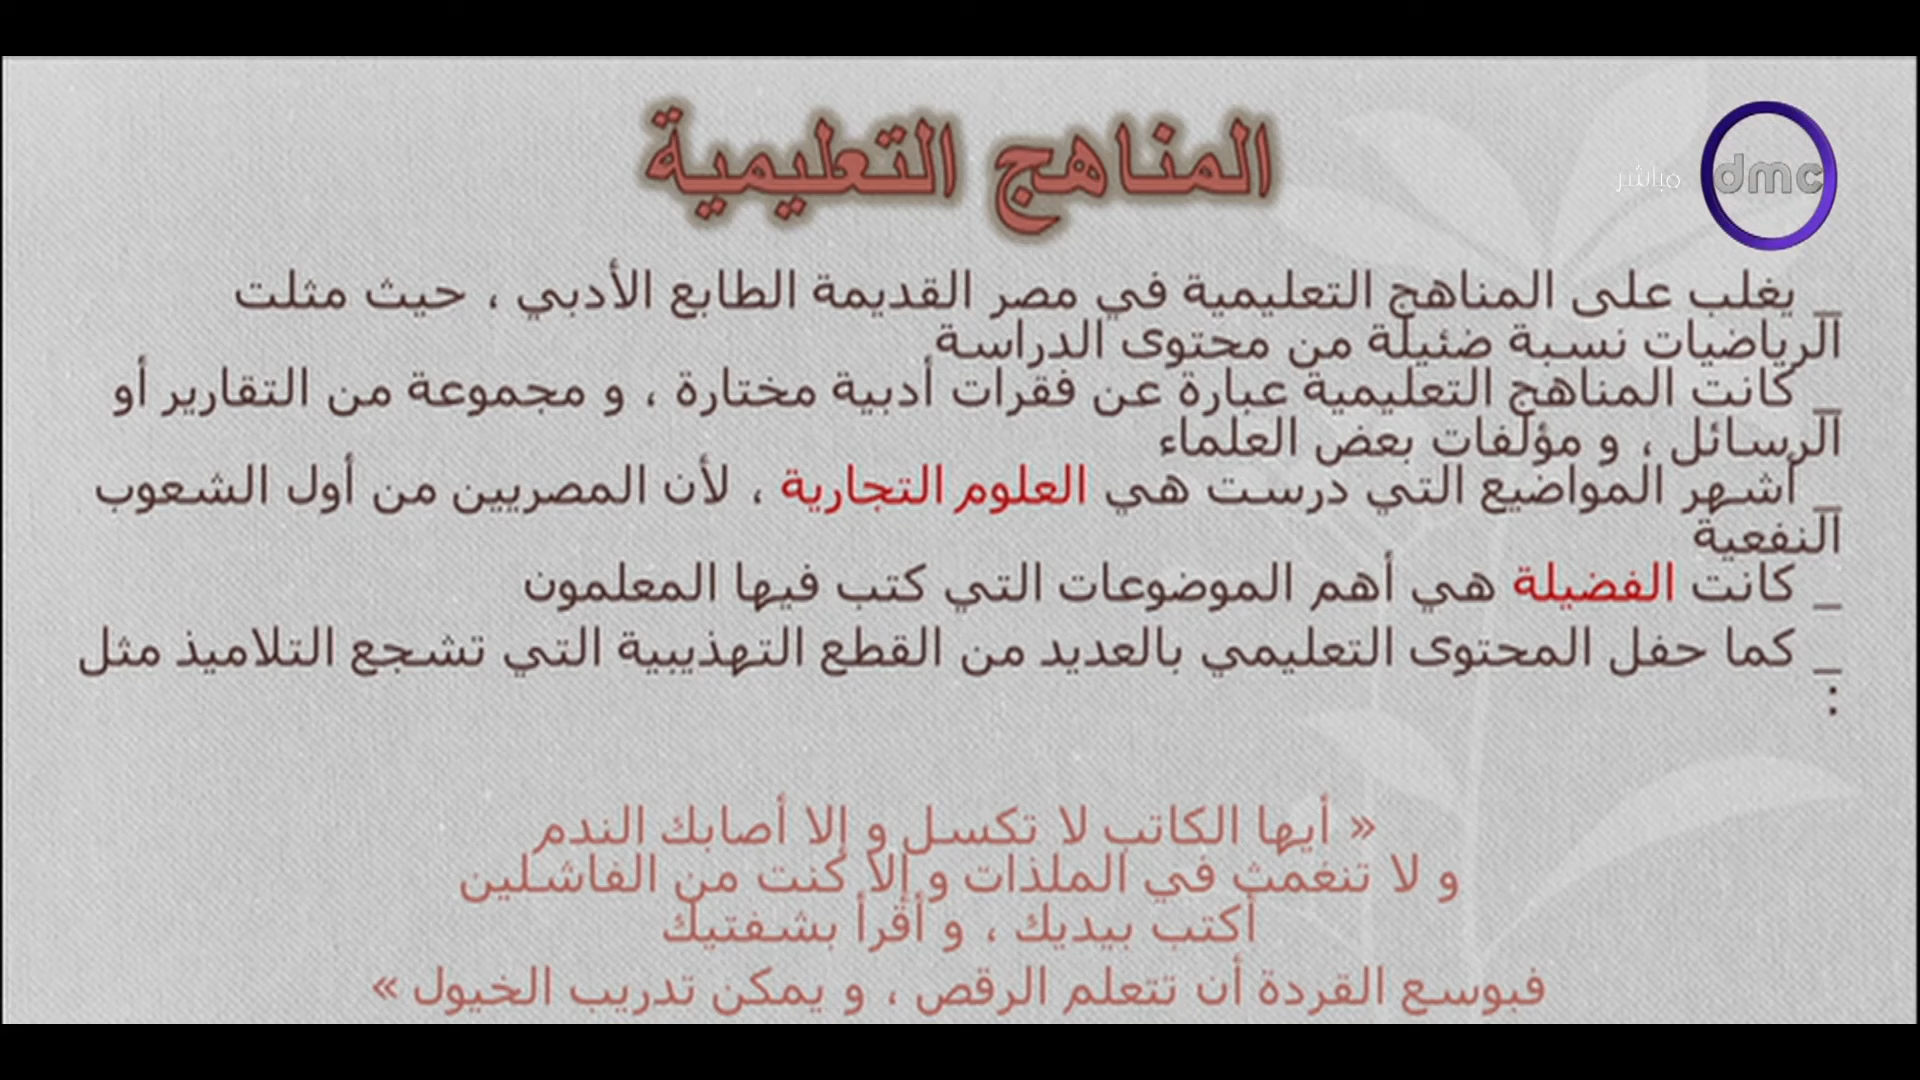 المناهج التعليمية
dmc
مباشر
_ يغلب على المناهج التعليمية في مصر القديمة الطابع الأدبي ، حيث مثلت
الرياضيات نسبة ضئيلة من محتوى الدراسة
_ كانت المناهج التعليمية عبارة عن فقرات أدبية مختارة ، و مجموعة من التقارير أو
الرسائل ، و مؤلفات بعض العلماء
_ أشهر المواضيع التي درست هي العلوم التجارية ، لأن المصريين من أول الشعوب
النفعية
_ كانت الفضيلة هي أهم الموضوعات التي كتب فيها المعلمون
_ كما حفل المحتوى التعليمي بالعديد من القطع التهذيبية التي تشجع التلاميذ مثل
:
« أيها الكاتب لا تكسل و إلا أصابك الندم
و لا تنغمث في الملذات و إلا كنت من الفاشلين
أكتب بيديك ، و أقرأ بشفتيك
فبوسع القردة أن تتعلم الرقص ، و يمكن تدريب الخيول »